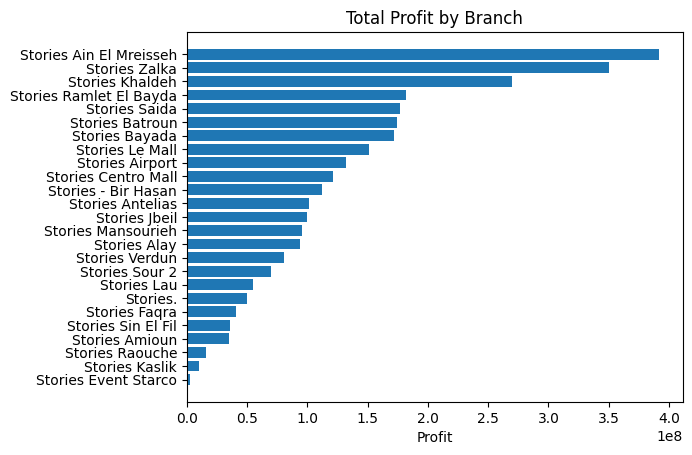 Total Profit by Branch
Stories Ain El Mreisseh
Stories Zalka
Stories Khaldeh
Stories Ramlet El Bayda
Stories Saida
Stories Batroun
Stories Bayada
Stories Le Mall
Stories Airport
Stories Centro Mall
Stories - Bir Hasan
Stories Antelias
Stories Jbeil
Stories Mansourieh
Stories Alay
Stories Verdun
Stories Sour 2
Stories Lau
Stories.
Stories Faqra
Stories Sin El Fil
Stories Amioun
Stories Raouche
Stories Kaslik
Stories Event Starco
0.0 0.5 1.0 1.5 2.0 2.5 3.0 3.5 4.0
1e8
Profit